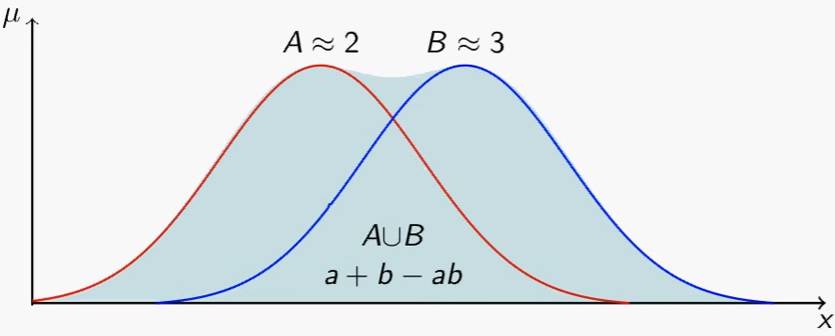 μ
A ≈ 2
B ≈ 3
A∪B
a + b − ab
x